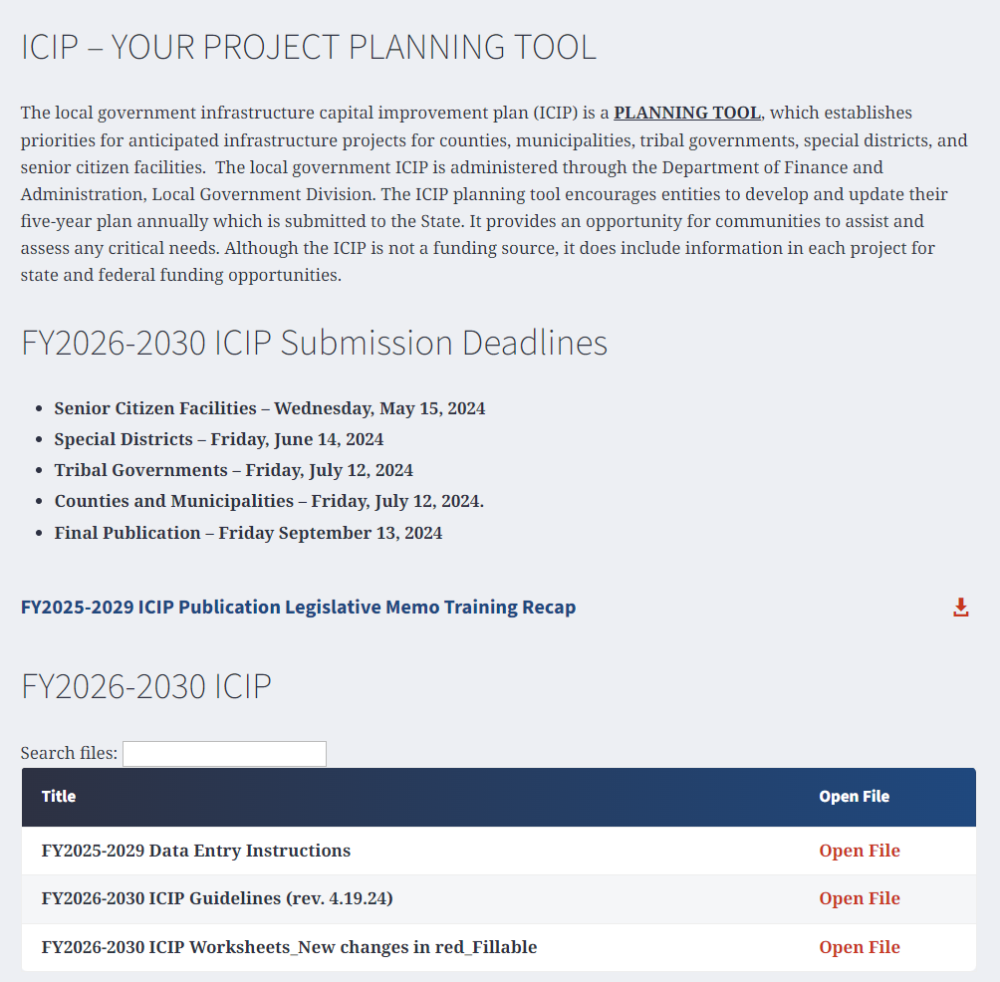 ICIP – YOUR PROJECT PLANNING TOOL
The local government infrastructure capital improvement plan (ICIP) is a PLANNING TOOL, which establishes
priorities for anticipated infrastructure projects for counties, municipalities, tribal governments, special districts, and
senior citizen facilities.  The local government ICIP is administered through the Department of Finance and
Administration, Local Government Division. The ICIP planning tool encourages entities to develop and update their
five-year plan annually which is submitted to the State. It provides an opportunity for communities to assist and
assess any critical needs. Although the ICIP is not a funding source, it does include information in each project for
state and federal funding opportunities.
FY2026-2030 ICIP Submission Deadlines
• Senior Citizen Facilities – Wednesday, May 15, 2024
• Special Districts – Friday, June 14, 2024
• Tribal Governments – Friday, July 12, 2024
• Counties and Municipalities – Friday, July 12, 2024.
• Final Publication – Friday September 13, 2024
FY2025-2029 ICIP Publication Legislative Memo Training Recap
FY2026-2030 ICIP
Search files:
Title Open File
FY2025-2029 Data Entry Instructions Open File
FY2026-2030 ICIP Guidelines (rev. 4.19.24) Open File
FY2026-2030 ICIP Worksheets_New changes in red_Fillable Open File